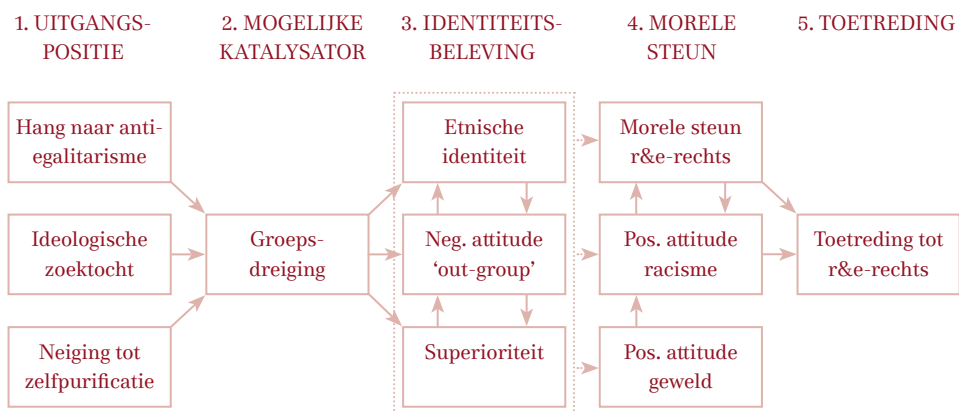 1. UITGANGS-
POSITIE
2. MOGELIJKE
KATALYSATOR
3. IDENTITEITS-
BELEVING
4. MORELE
STEUN
5. TOETREDING
Hang naar anti-
egalitarisme
Ideologische
zoektocht
Neiging tot
zelfpurificatie
Groeps-
dreiging
Etnische
identiteit
Neg. attitude
‘out-group’
Superioriteit
Morele steun
r&e-rechts
Pos. attitude
racisme
Pos. attitude
geweld
Toetreding tot
r&e-rechts